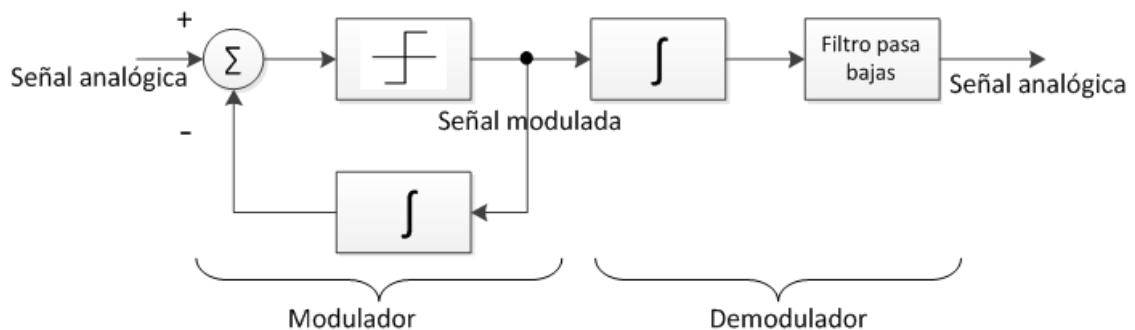 +
Señal analógica
Σ
-
Señal modulada
∫
∫
Filtro pasa
bajas
Señal analógica
Modulador
Demodulador